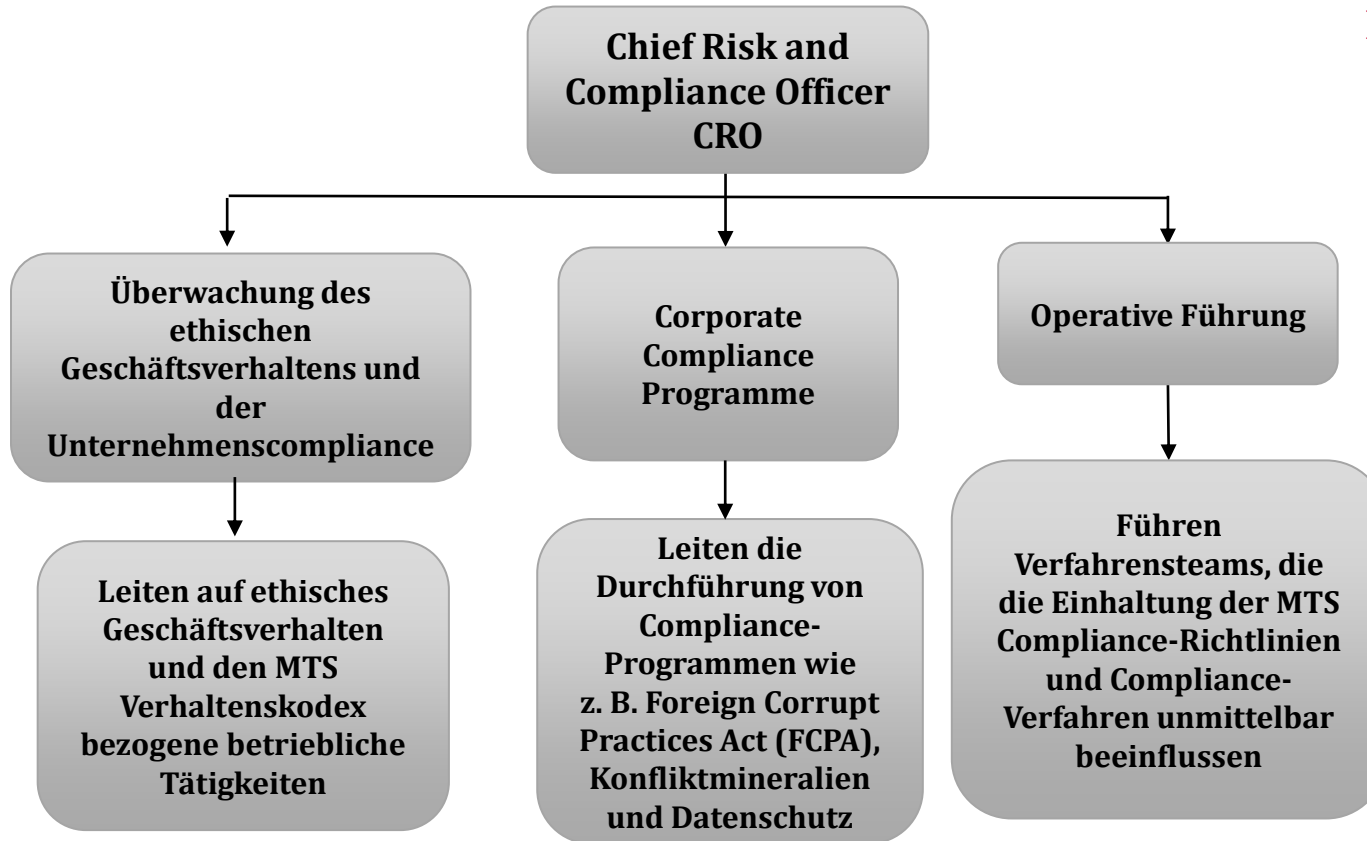 Chief Risk and
Compliance Officer
CRO
Überwachung des
ethischen
Geschäftsverhaltens und
der
Unternehmenscompliance
Corporate
Compliance
Programme
Operative Führung
Leiten auf ethisches
Geschäftsverhalten
und den MTS
Verhaltenskodex
bezogene betriebliche
Tätigkeiten
Leiten die
Durchführung von
Compliance-
Programmen wie
z. B. Foreign Corrupt
Practices Act (FCPA),
Konfliktmineralien
und Datenschutz
Führen
Verfahrensteams, die
die Einhaltung der MTS
Compliance-Richtlinien
und Compliance-
Verfahren unmittelbar
beeinflussen